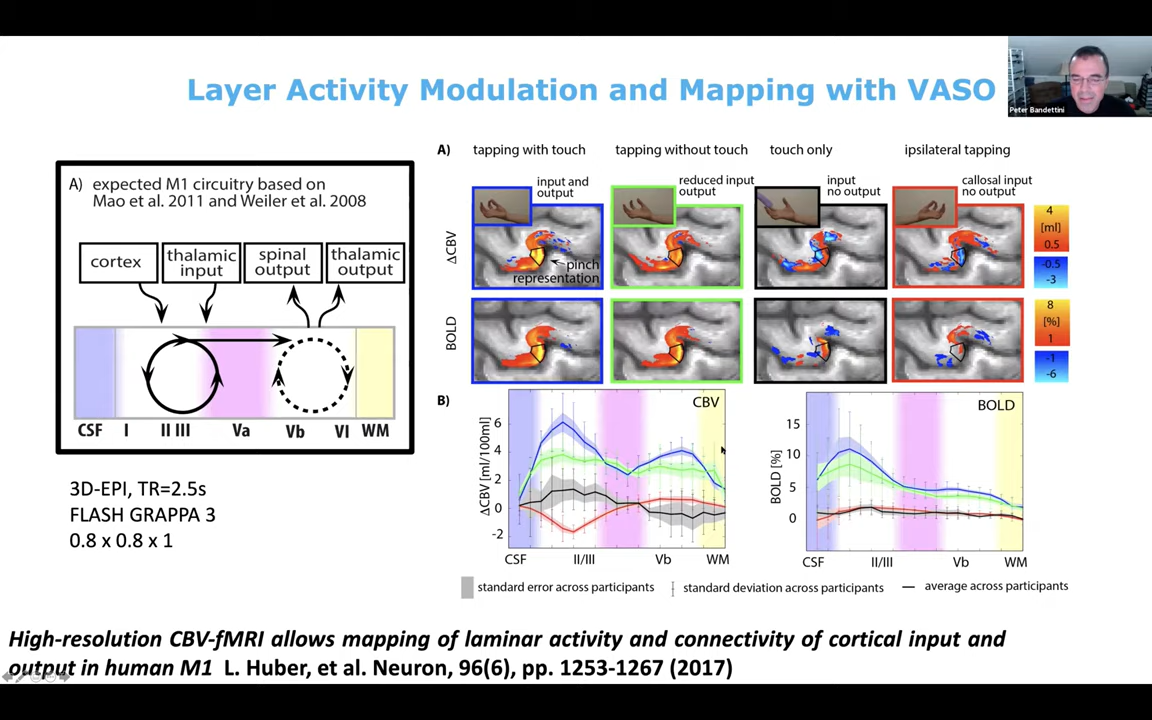 Layer Activity Modulation and Mapping with VASO
Peter Bandettini
A) expected M1 circuitry based on
Mao et al. 2011 and Weiler et al. 2008
cortex
thalamic
input
spinal
output
thalamic
output
CSF I II III Va Vb VI WM
3D-EPI, TR=2.5s
FLASH GRAPPA 3
0.8 x 0.8 x 1
A) tapping with touch tapping without touch touch only ipsilateral tapping
input and
output
reduced input
output
input
no output
callosal input
no output
ΔCBV
pinch
representation
4
[ml]
0.5
-0.5
-3
BOLD
8
[%]
1
-1
-6
B)
CBV
ΔCBV [ml/100ml]
6
4
2
0
-2
CSF II/III Vb WM
BOLD
BOLD [%]
15
10
5
0
CSF II/III Vb WM
standard error across participants standard deviation across participants average across participants
High-resolution CBV-fMRI allows mapping of laminar activity and connectivity of cortical input and
output in human M1 L. Huber, et al. Neuron, 96(6), pp. 1253-1267 (2017)